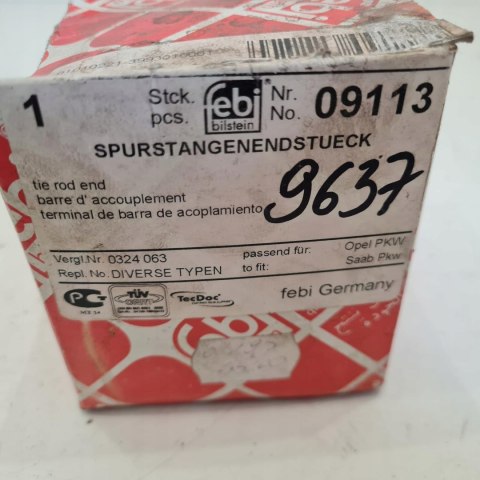 1 Stck. pcs. febi bilstein Nr. No. 09113
SPURSTANGENENDSTUECK
tie rod end
barre d' accouplement
terminal de barra de acoplamiento
9637
Vergl.Nr. 0324 063
Repl. No. DIVERSE TYPEN
passend für: Opel PKW
to fit: Saab Pkw
TÜV
TecDoc
febi Germany